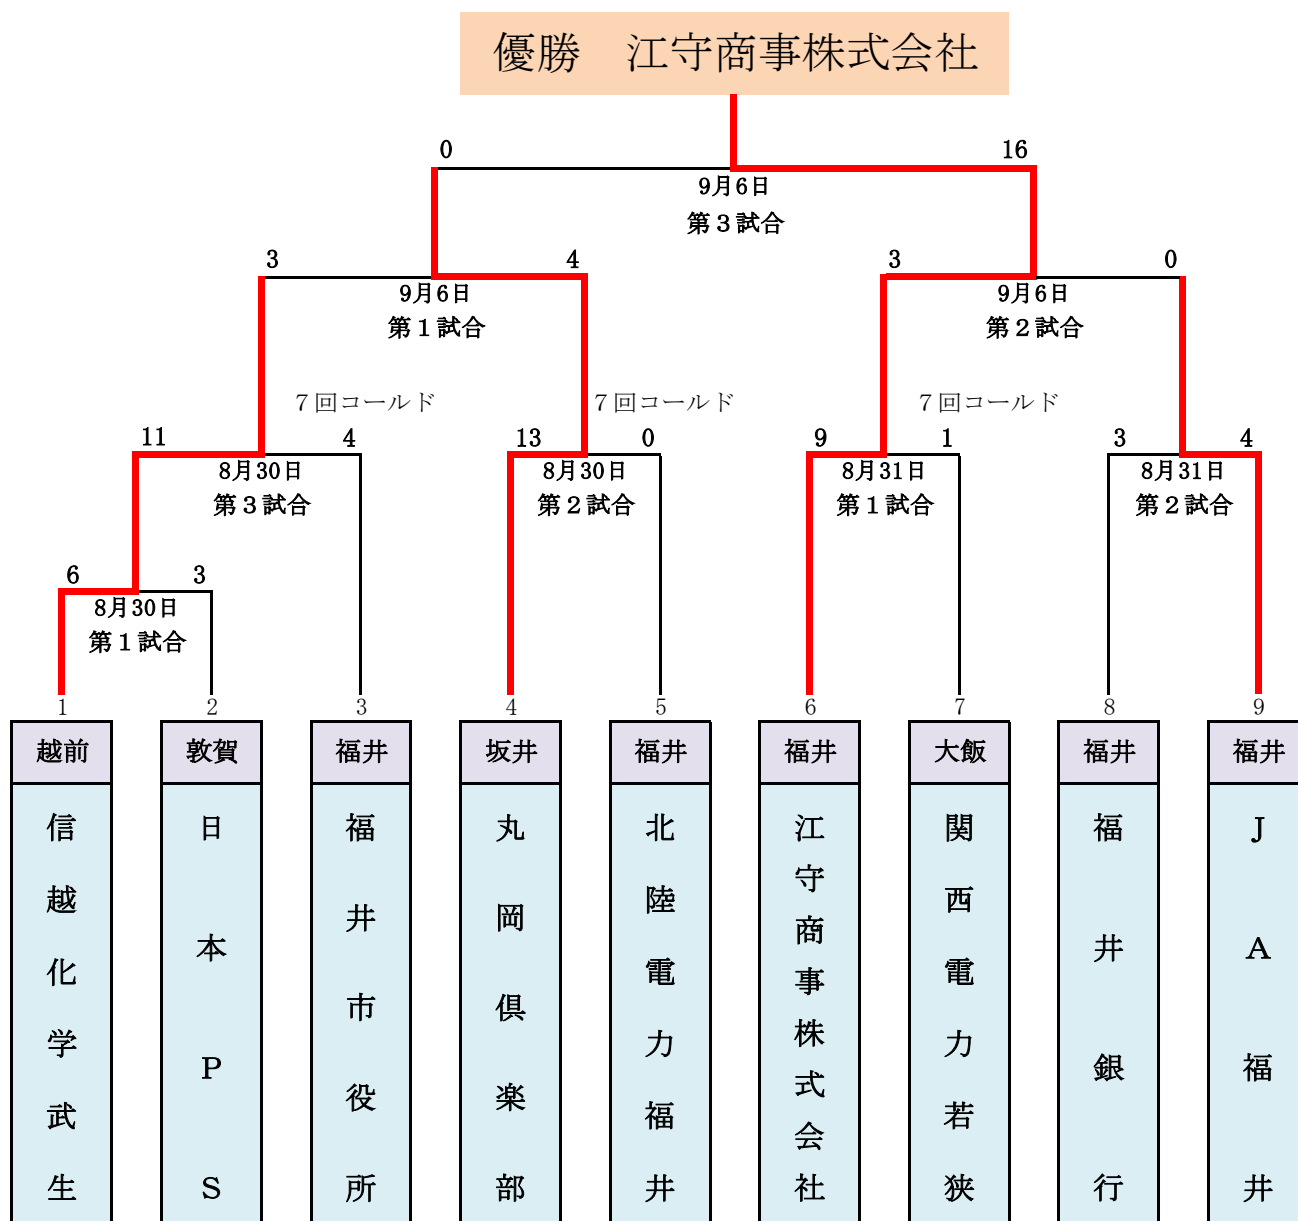 優勝　江守商事株式会社
0
16
9月6日
第３試合
3
4
3
0
9月6日
第１試合
9月6日
第２試合
７回コールド
７回コールド
７回コールド
11
4
13
0
9
1
3
4
8月30日
第３試合
8月30日
第２試合
8月31日
第１試合
8月31日
第２試合
6
3
8月30日
第１試合
1
2
3
4
5
6
7
8
9
越前
敦賀
福井
坂井
福井
福井
大飯
福井
福井
信越化学武生
日本PS
福井市役所
丸岡倶楽部
北陸電力福井
江守商事株式会社
関西電力若狭
福井銀行
JA福井